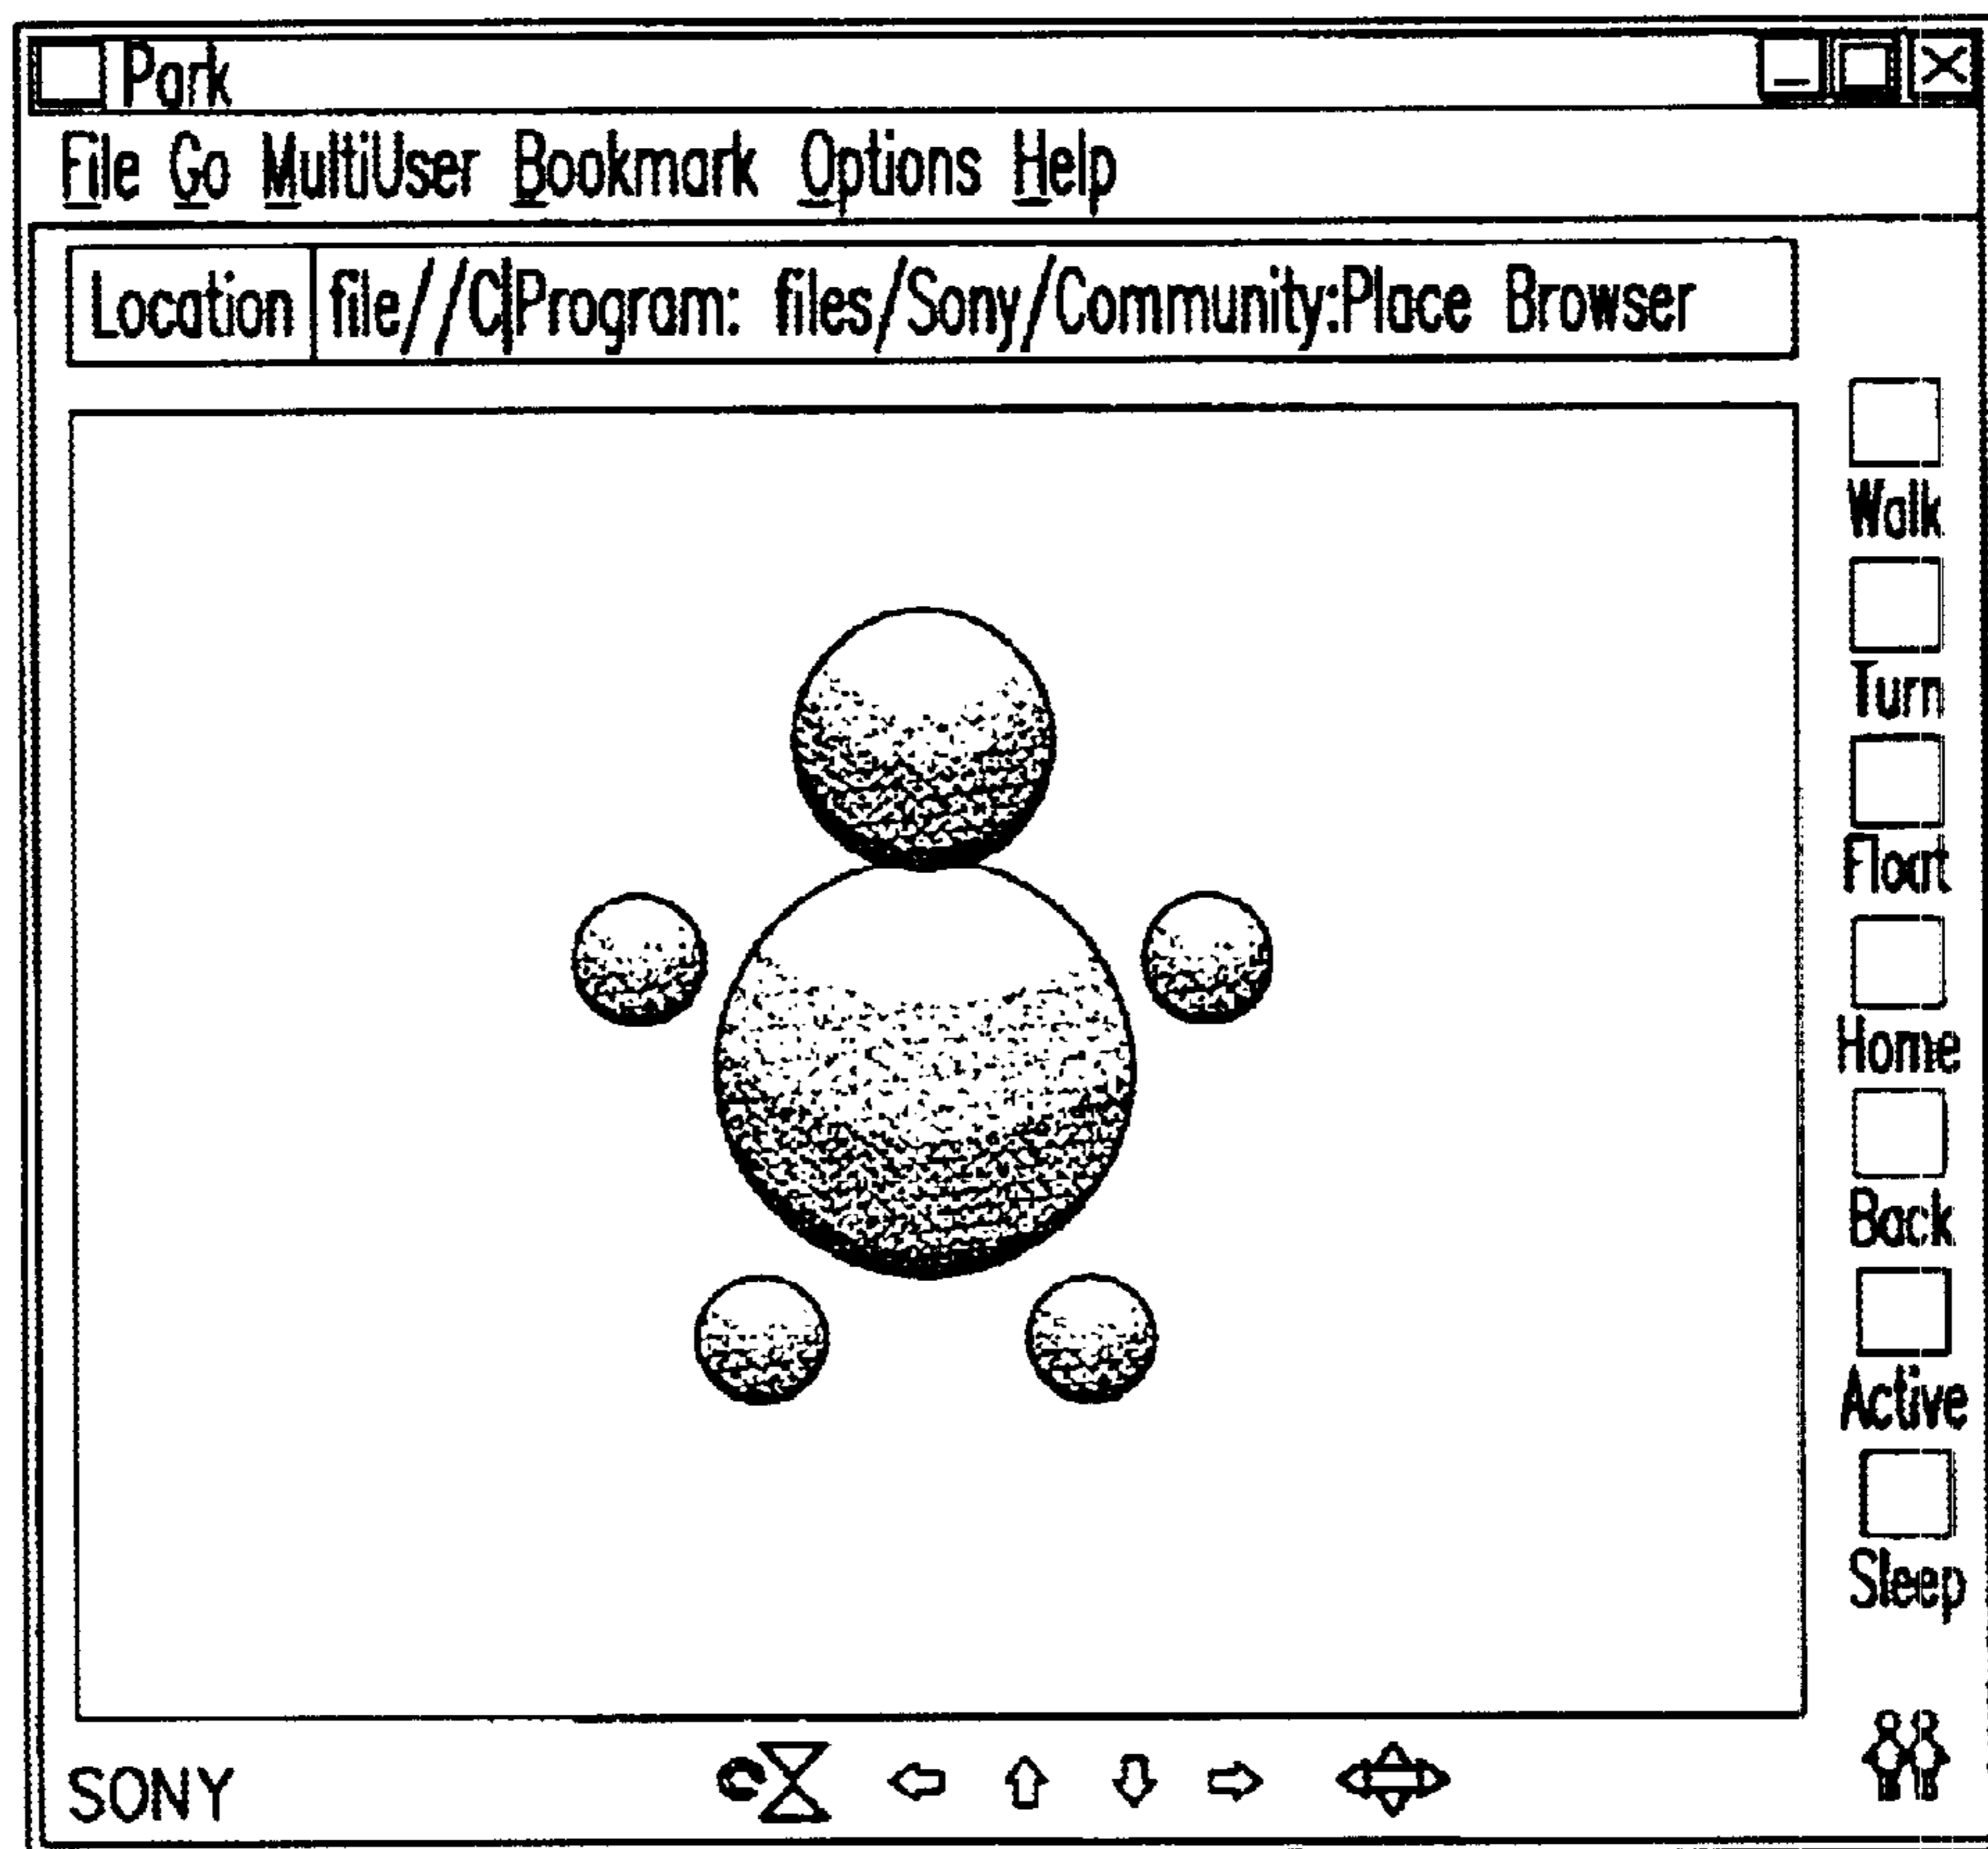 Park
File Go MultiUser Bookmark Options Help
Location file//C|Program: files/Sony/Community:Place Browser
Walk
Turn
Float
Home
Back
Active
Sleep
SONY